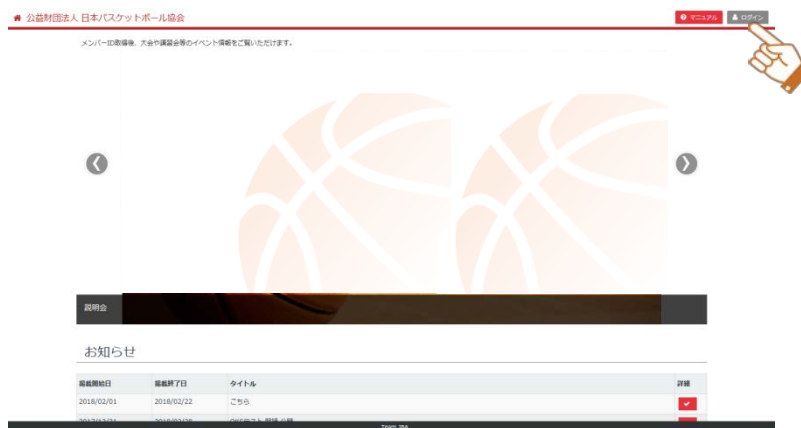 公益財団法人 日本バスケットボール協会
マニュアル ログイン
メンバーID取得後、大会や講習会等のイベント情報をご覧いただけます。
説明会
お知らせ
掲載開始日 掲載終了日 タイトル 詳細
2018/02/01 2018/02/22 こちら
Team JBA